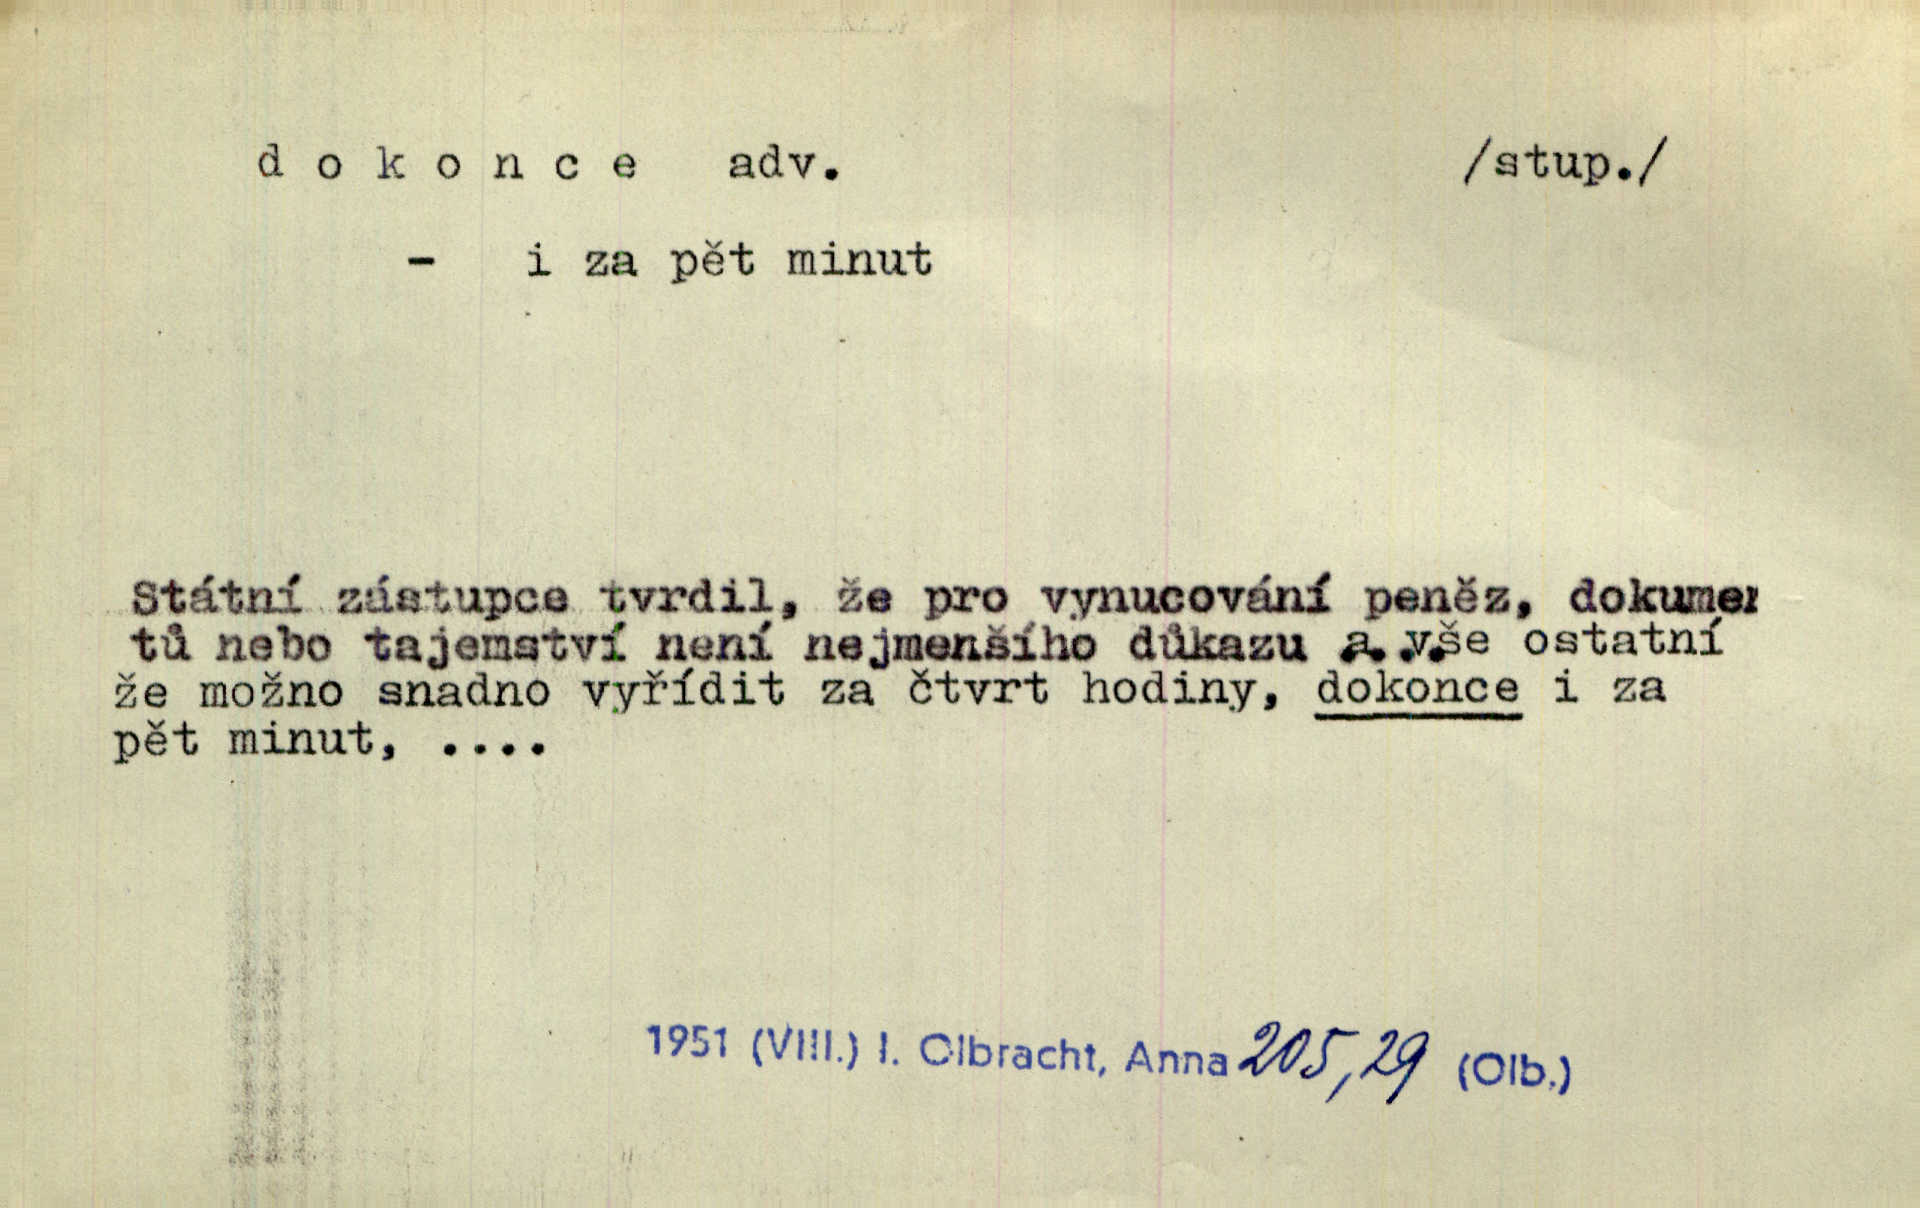 d o k o n c e adv. /stup./
- i za pět minut
Státní zástupce tvrdil, že pro vynucování peněz, dokumen
tů nebo tajemství není nejmenšího důkazu a vše ostatní
že možno snadno vyřídit za čtvrt hodiny, dokonce i za
pět minut, ....
1951 (VIII.) I. Olbracht, Anna 205,29 (Olb.)